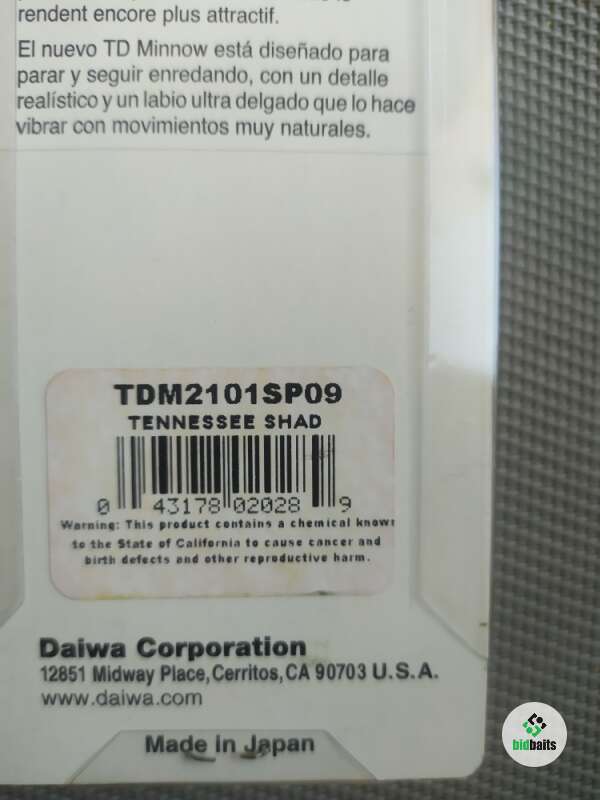 rendent encore plus attractif.
El nuevo TD Minnow está diseñado para
parar y seguir enredando, con un detalle
realístico y un labio ultra delgado que lo hace
vibrar con movimientos muy naturales.
TDM2101SP09
TENNESSEE SHAD
0 43178 02028 9
Warning: This product contains a chemical known
to the State of California to cause cancer and
birth defects and other reproductive harm.
Daiwa Corporation
12851 Midway Place, Cerritos, CA 90703 U.S.A.
www.daiwa.com
Made in Japan
bidbaits